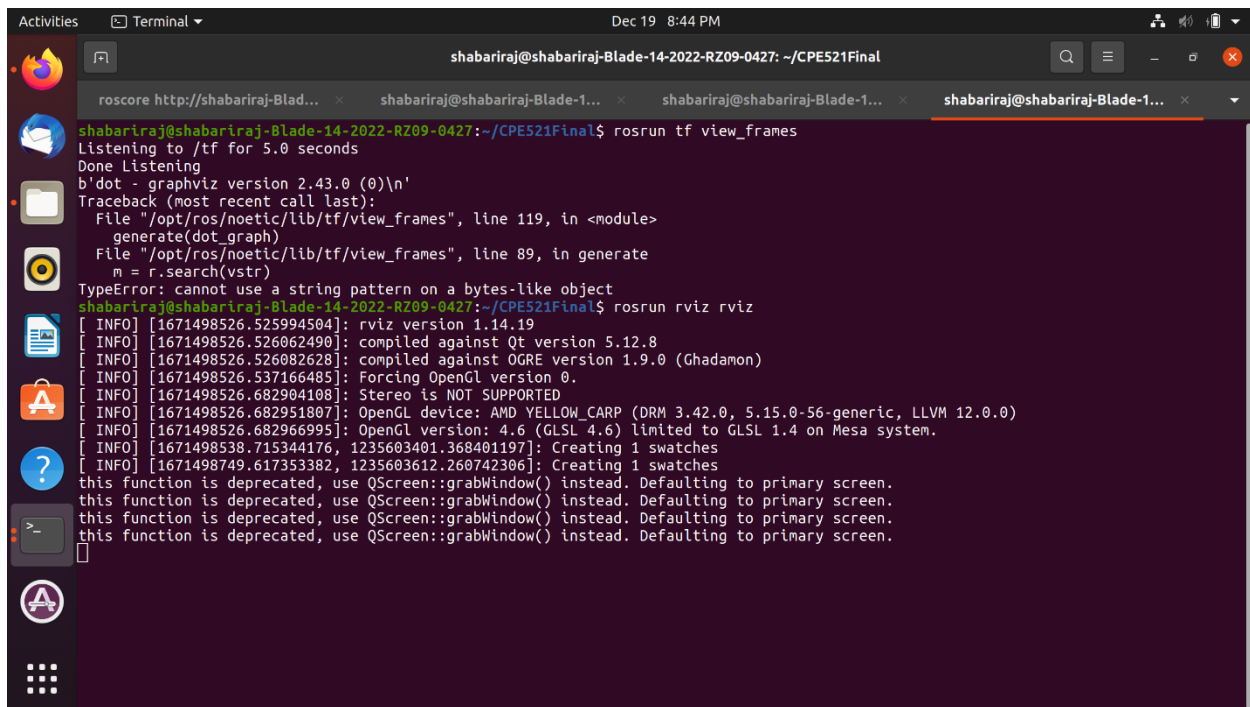 Activities
Terminal
Dec 19 8:44 PM
shabariraj@shabariraj-Blade-14-2022-RZ09-0427: ~/CPE521Final
roscore http://shabariraj-Blad... ×
shabariraj@shabariraj-Blade-1... ×
shabariraj@shabariraj-Blade-1... ×
shabariraj@shabariraj-Blade-1... ×
shabariraj@shabariraj-Blade-14-2022-RZ09-0427:~/CPE521Final$ rosrun tf view_frames
Listening to /tf for 5.0 seconds
Done Listening
b'dot - graphviz version 2.43.0 (0)\n'
Traceback (most recent call last):
  File "/opt/ros/noetic/lib/tf/view_frames", line 119, in <module>
    generate(dot_graph)
  File "/opt/ros/noetic/lib/tf/view_frames", line 89, in generate
    m = r.search(vstr)
TypeError: cannot use a string pattern on a bytes-like object
shabariraj@shabariraj-Blade-14-2022-RZ09-0427:~/CPE521Final$ rosrun rviz rviz
[ INFO] [1671498526.525994504]: rviz version 1.14.19
[ INFO] [1671498526.526062490]: compiled against Qt version 5.12.8
[ INFO] [1671498526.526082628]: compiled against OGRE version 1.9.0 (Ghadamon)
[ INFO] [1671498526.537166485]: Forcing OpenGl version 0.
[ INFO] [1671498526.682904108]: Stereo is NOT SUPPORTED
[ INFO] [1671498526.682951807]: OpenGL device: AMD YELLOW_CARP (DRM 3.42.0, 5.15.0-56-generic, LLVM 12.0.0)
[ INFO] [1671498526.682966995]: OpenGl version: 4.6 (GLSL 4.6) limited to GLSL 1.4 on Mesa system.
[ INFO] [1671498538.715344176, 1235603401.368401197]: Creating 1 swatches
[ INFO] [1671498749.617353382, 1235603612.260742306]: Creating 1 swatches
this function is deprecated, use QScreen::grabWindow() instead. Defaulting to primary screen.
this function is deprecated, use QScreen::grabWindow() instead. Defaulting to primary screen.
this function is deprecated, use QScreen::grabWindow() instead. Defaulting to primary screen.
this function is deprecated, use QScreen::grabWindow() instead. Defaulting to primary screen.